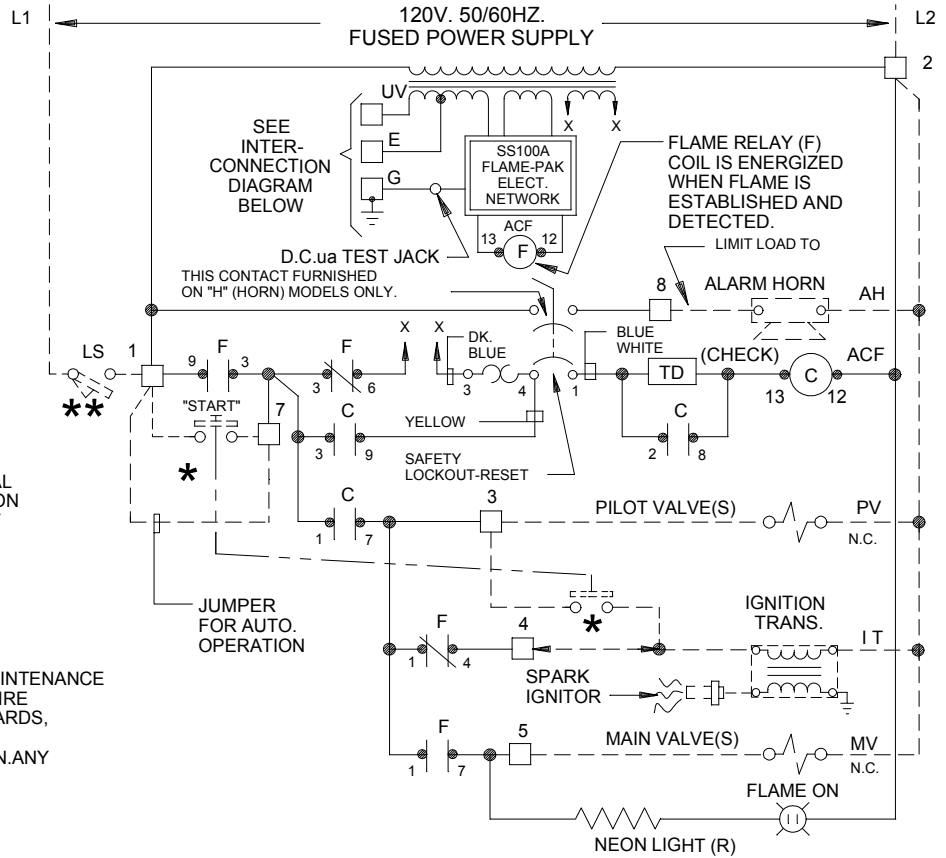 L1
120V. 50/60HZ.
FUSED POWER SUPPLY
L2
2
UV
E
G
X X
SEE
INTER-
CONNECTION
DIAGRAM
BELOW
SS100A
FLAME-PAK
ELECT.
NETWORK
FLAME RELAY (F)
COIL IS ENERGIZED
WHEN FLAME IS
ESTABLISHED AND
DETECTED.
ACF
13 F 12
D.C.ua TEST JACK
LIMIT LOAD TO
THIS CONTACT FURNISHED
ON "H" (HORN) MODELS ONLY.
8
ALARM HORN
AH
LS
1
9 F 3
3 F 6
X X
DK.
BLUE
3 4 1
BLUE
WHITE
TD
(CHECK)
ACF
13 C 12
**
"START"
7
*
C
3 9
YELLOW
C
2 8
SAFETY
LOCKOUT-RESET
AL
ON
C
1 7
3
PILOT VALVE(S)
PV
N.C.
JUMPER
FOR AUTO.
OPERATION
*
IGNITION
TRANS.
F
1 4
4
I T
SPARK
IGNITOR
INTENANCE
IRE
ARDS,
N.ANY
F
1 7
5
MAIN VALVE(S)
MV
N.C.
FLAME ON
NEON LIGHT (R)